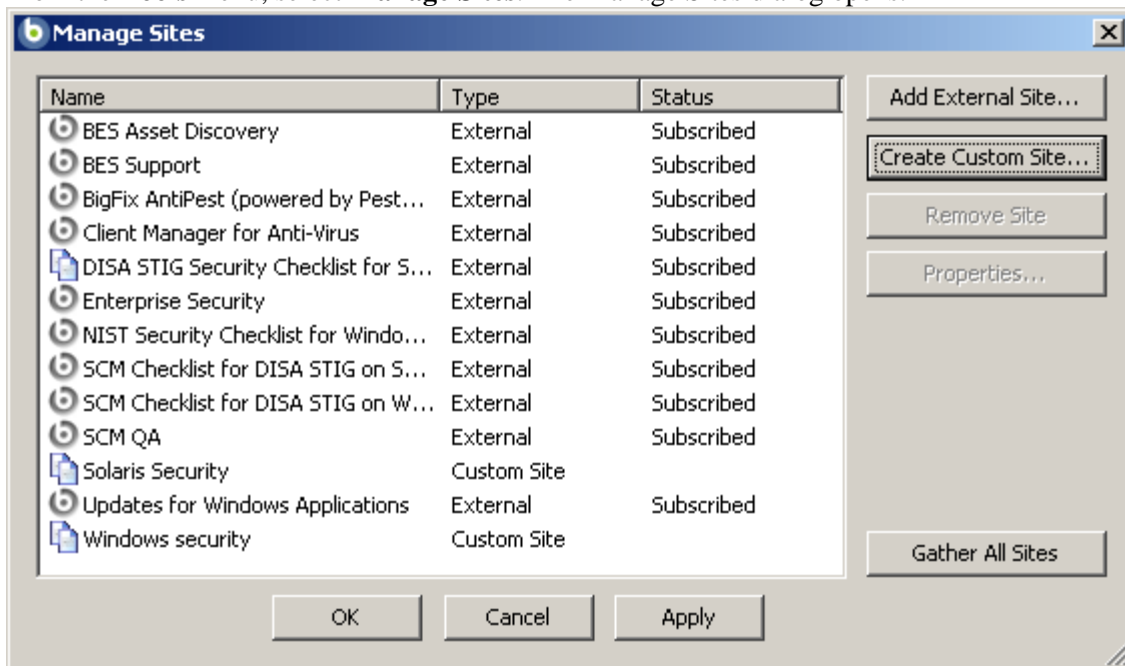 Manage Sites
Name Type Status
BES Asset Discovery External Subscribed
BES Support External Subscribed
BigFix AntiPest (powered by Pest... External Subscribed
Client Manager for Anti-Virus External Subscribed
DISA STIG Security Checklist for S... External Subscribed
Enterprise Security External Subscribed
NIST Security Checklist for Windo... External Subscribed
SCM Checklist for DISA STIG on S... External Subscribed
SCM Checklist for DISA STIG on W... External Subscribed
SCM QA External Subscribed
Solaris Security Custom Site
Updates for Windows Applications External Subscribed
Windows security Custom Site
Add External Site...
Create Custom Site...
Remove Site
Properties...
Gather All Sites
OK Cancel Apply